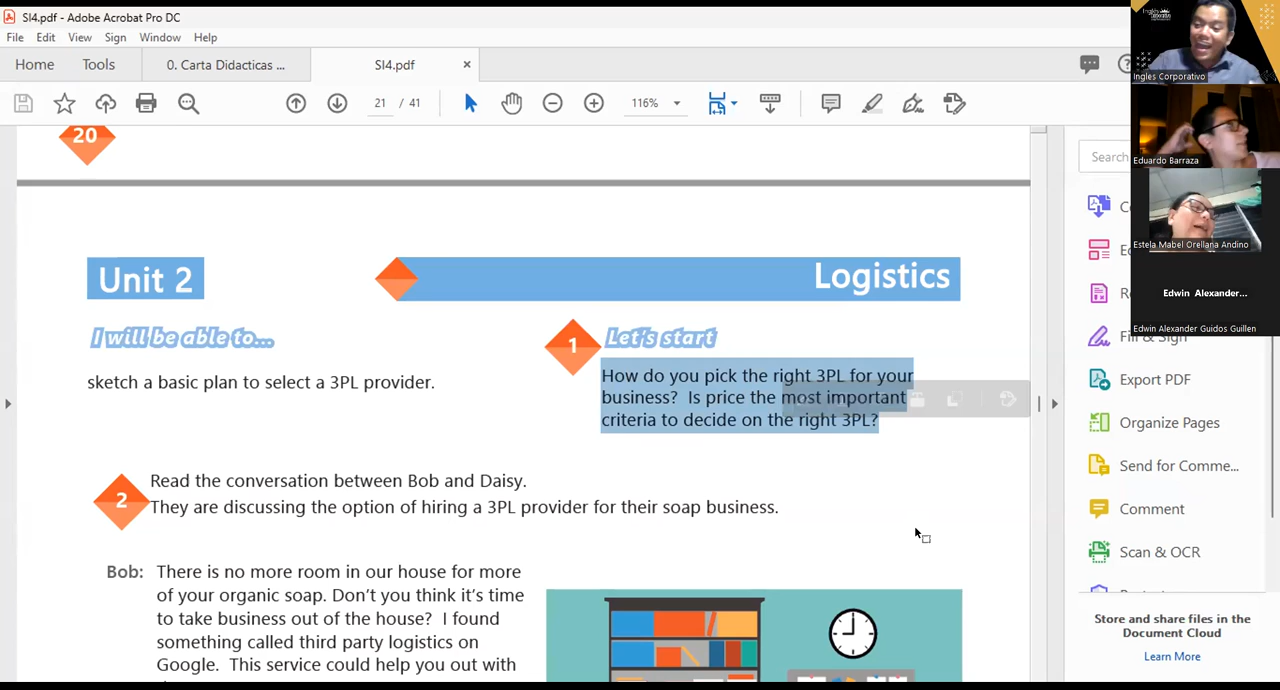 SI4.pdf - Adobe Acrobat Pro DC
File Edit View Sign Window Help
Home Tools 0. Carta Didacticas ... SI4.pdf ×
21 / 41 116%
20
Unit 2 Logistics
I will be able to...
sketch a basic plan to select a 3PL provider.
1 Let's start
How do you pick the right 3PL for your
business? Is price the most important
criteria to decide on the right 3PL?
2
Read the conversation between Bob and Daisy.
They are discussing the option of hiring a 3PL provider for their soap business.
Bob: There is no more room in our house for more
of your organic soap. Don't you think it's time
to take business out of the house? I found
something called third party logistics on
Google. This service could help you out with
Search
Fill & Sign
Export PDF
Organize Pages
Send for Comme...
Comment
Scan & OCR
Store and share files in the
Document Cloud
Learn More
Ingles Corporativo
Eduardo Barraza
Estela Mabel Orellana Andino
Edwin Alexander...
Edwin Alexander Guidos Guillen